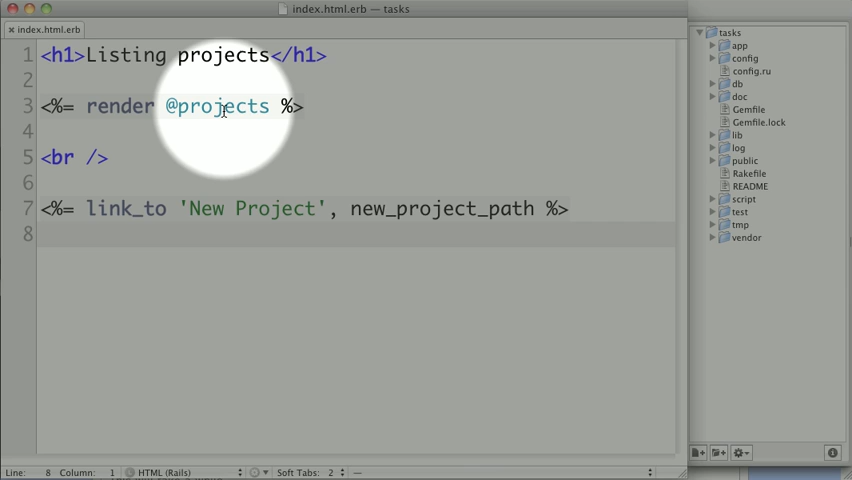 index.html.erb — tasks
index.html.erb
1 <h1>Listing projects</h1>
2
3 <%= render @projects %>
4
5 <br />
6
7 <%= link_to 'New Project', new_project_path %>
8
Line: 8 Column: 1 HTML (Rails) Soft Tabs: 2 —
tasks
app
config
config.ru
db
doc
Gemfile
Gemfile.lock
lib
log
public
Rakefile
README
script
test
tmp
vendor